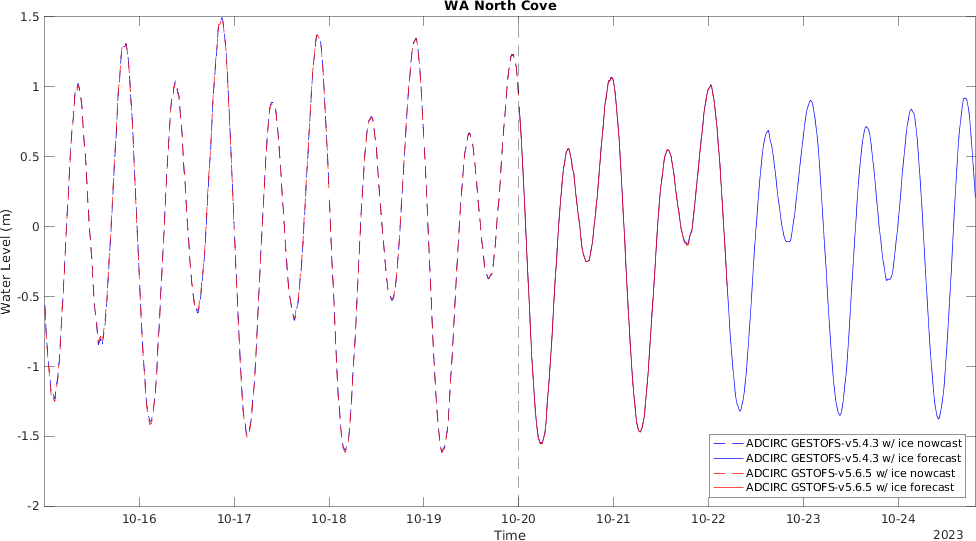 WA North Cove
1.5
1
0.5
0
-0.5
-1
-1.5
-2
Water Level (m)
10-16 10-17 10-18 10-19 10-20 10-21 10-22 10-23 10-24
Time
2023
ADCIRC GESTOFS-v5.4.3 w/ ice nowcast
ADCIRC GESTOFS-v5.4.3 w/ ice forecast
ADCIRC GSTOFS-v5.6.5 w/ ice nowcast
ADCIRC GSTOFS-v5.6.5 w/ ice forecast